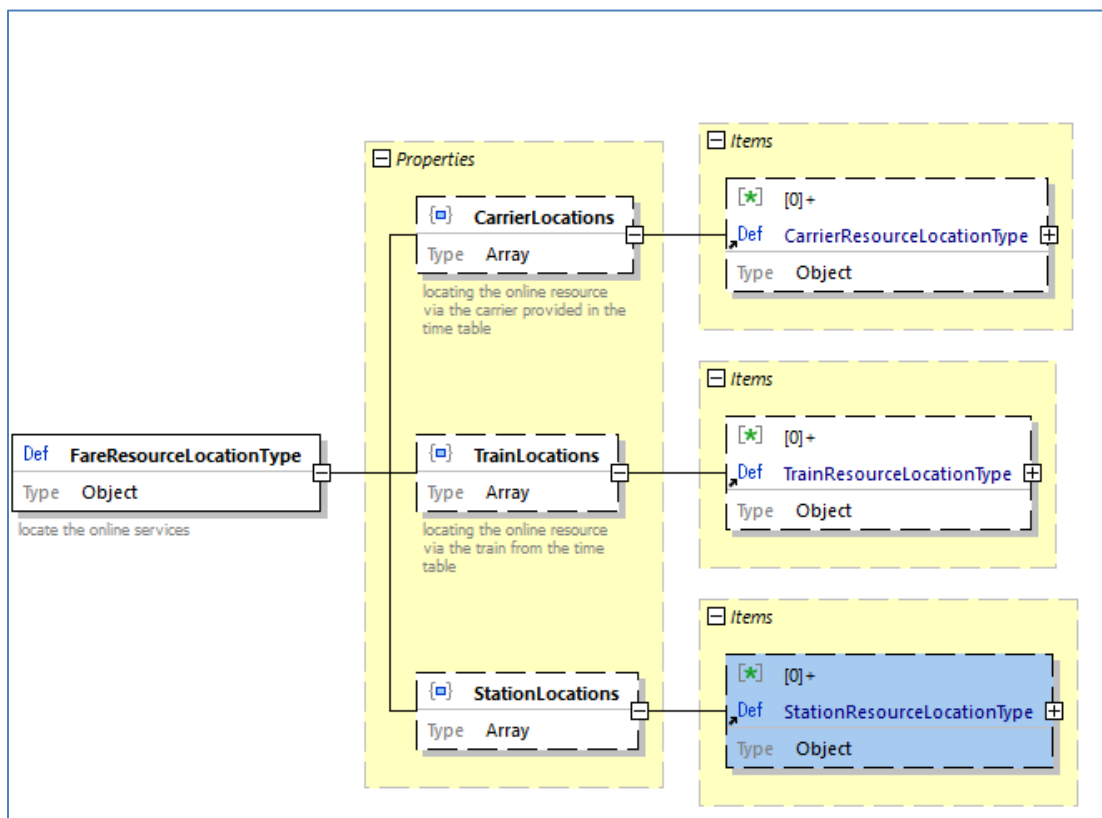 Properties
CarrierLocations
Type Array
locating the online resource
via the carrier provided in the
time table
Items
[*] [0]+
Def CarrierResourceLocationType
Type Object
Def FareResourceLocationType
Type Object
locate the online services
TrainLocations
Type Array
locating the online resource
via the train from the time
table
Items
[*] [0]+
Def TrainResourceLocationType
Type Object
StationLocations
Type Array
Items
[*] [0]+
Def StationResourceLocationType
Type Object